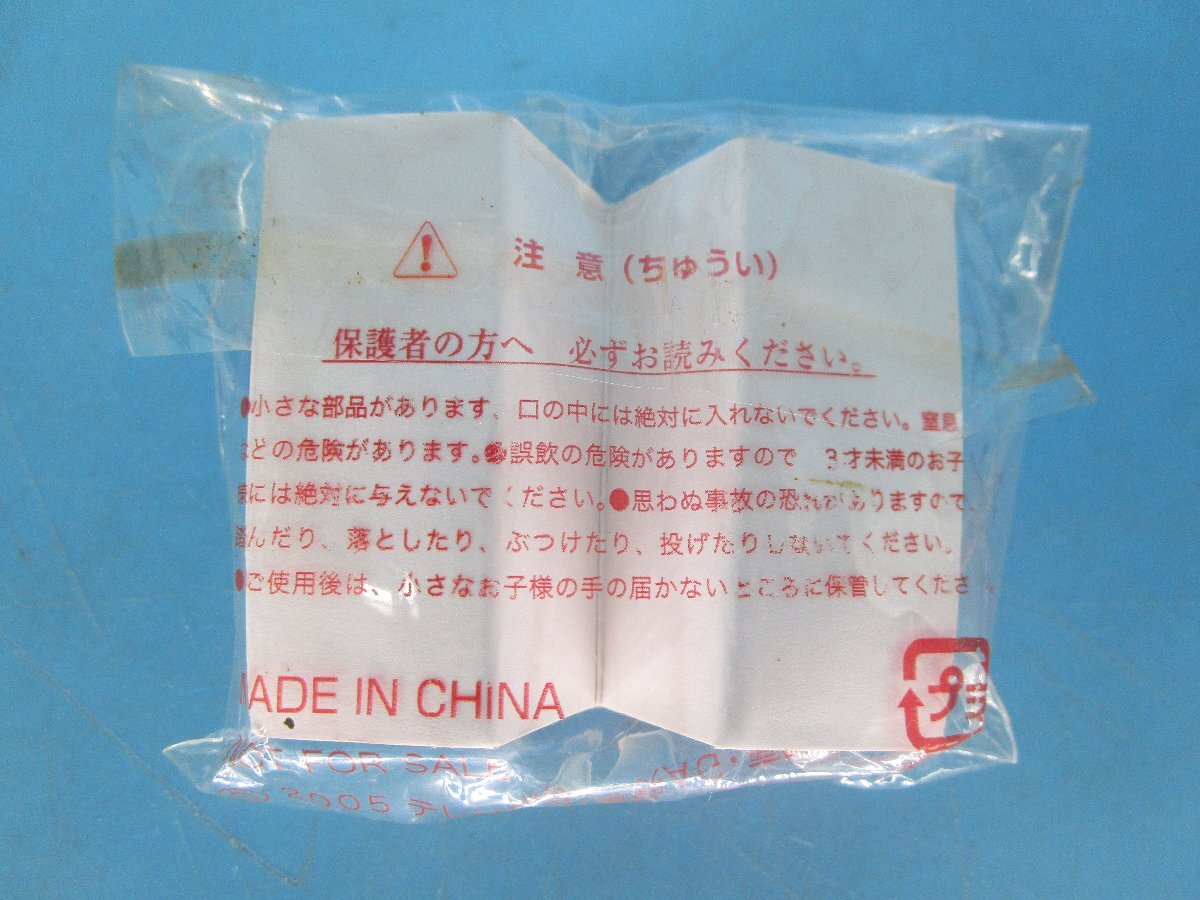 注意(ちゅうい)
保護者の方へ 必ずお読みください。
●小さな部品があります、口の中には絶対に入れないでください。窒息
などの危険があります。●誤飲の危険がありますので 3才未満のお子
様には絶対に与えないでください。●思わぬ事故の恐れがありますので、
踏んだり、落としたり、ぶつけたり、投げたりしないでください。
●ご使用後は、小さなお子様の手の届かないところに保管してくださ
MADE IN CHINA
プラ
NOT FOR SALE
2005 テレ